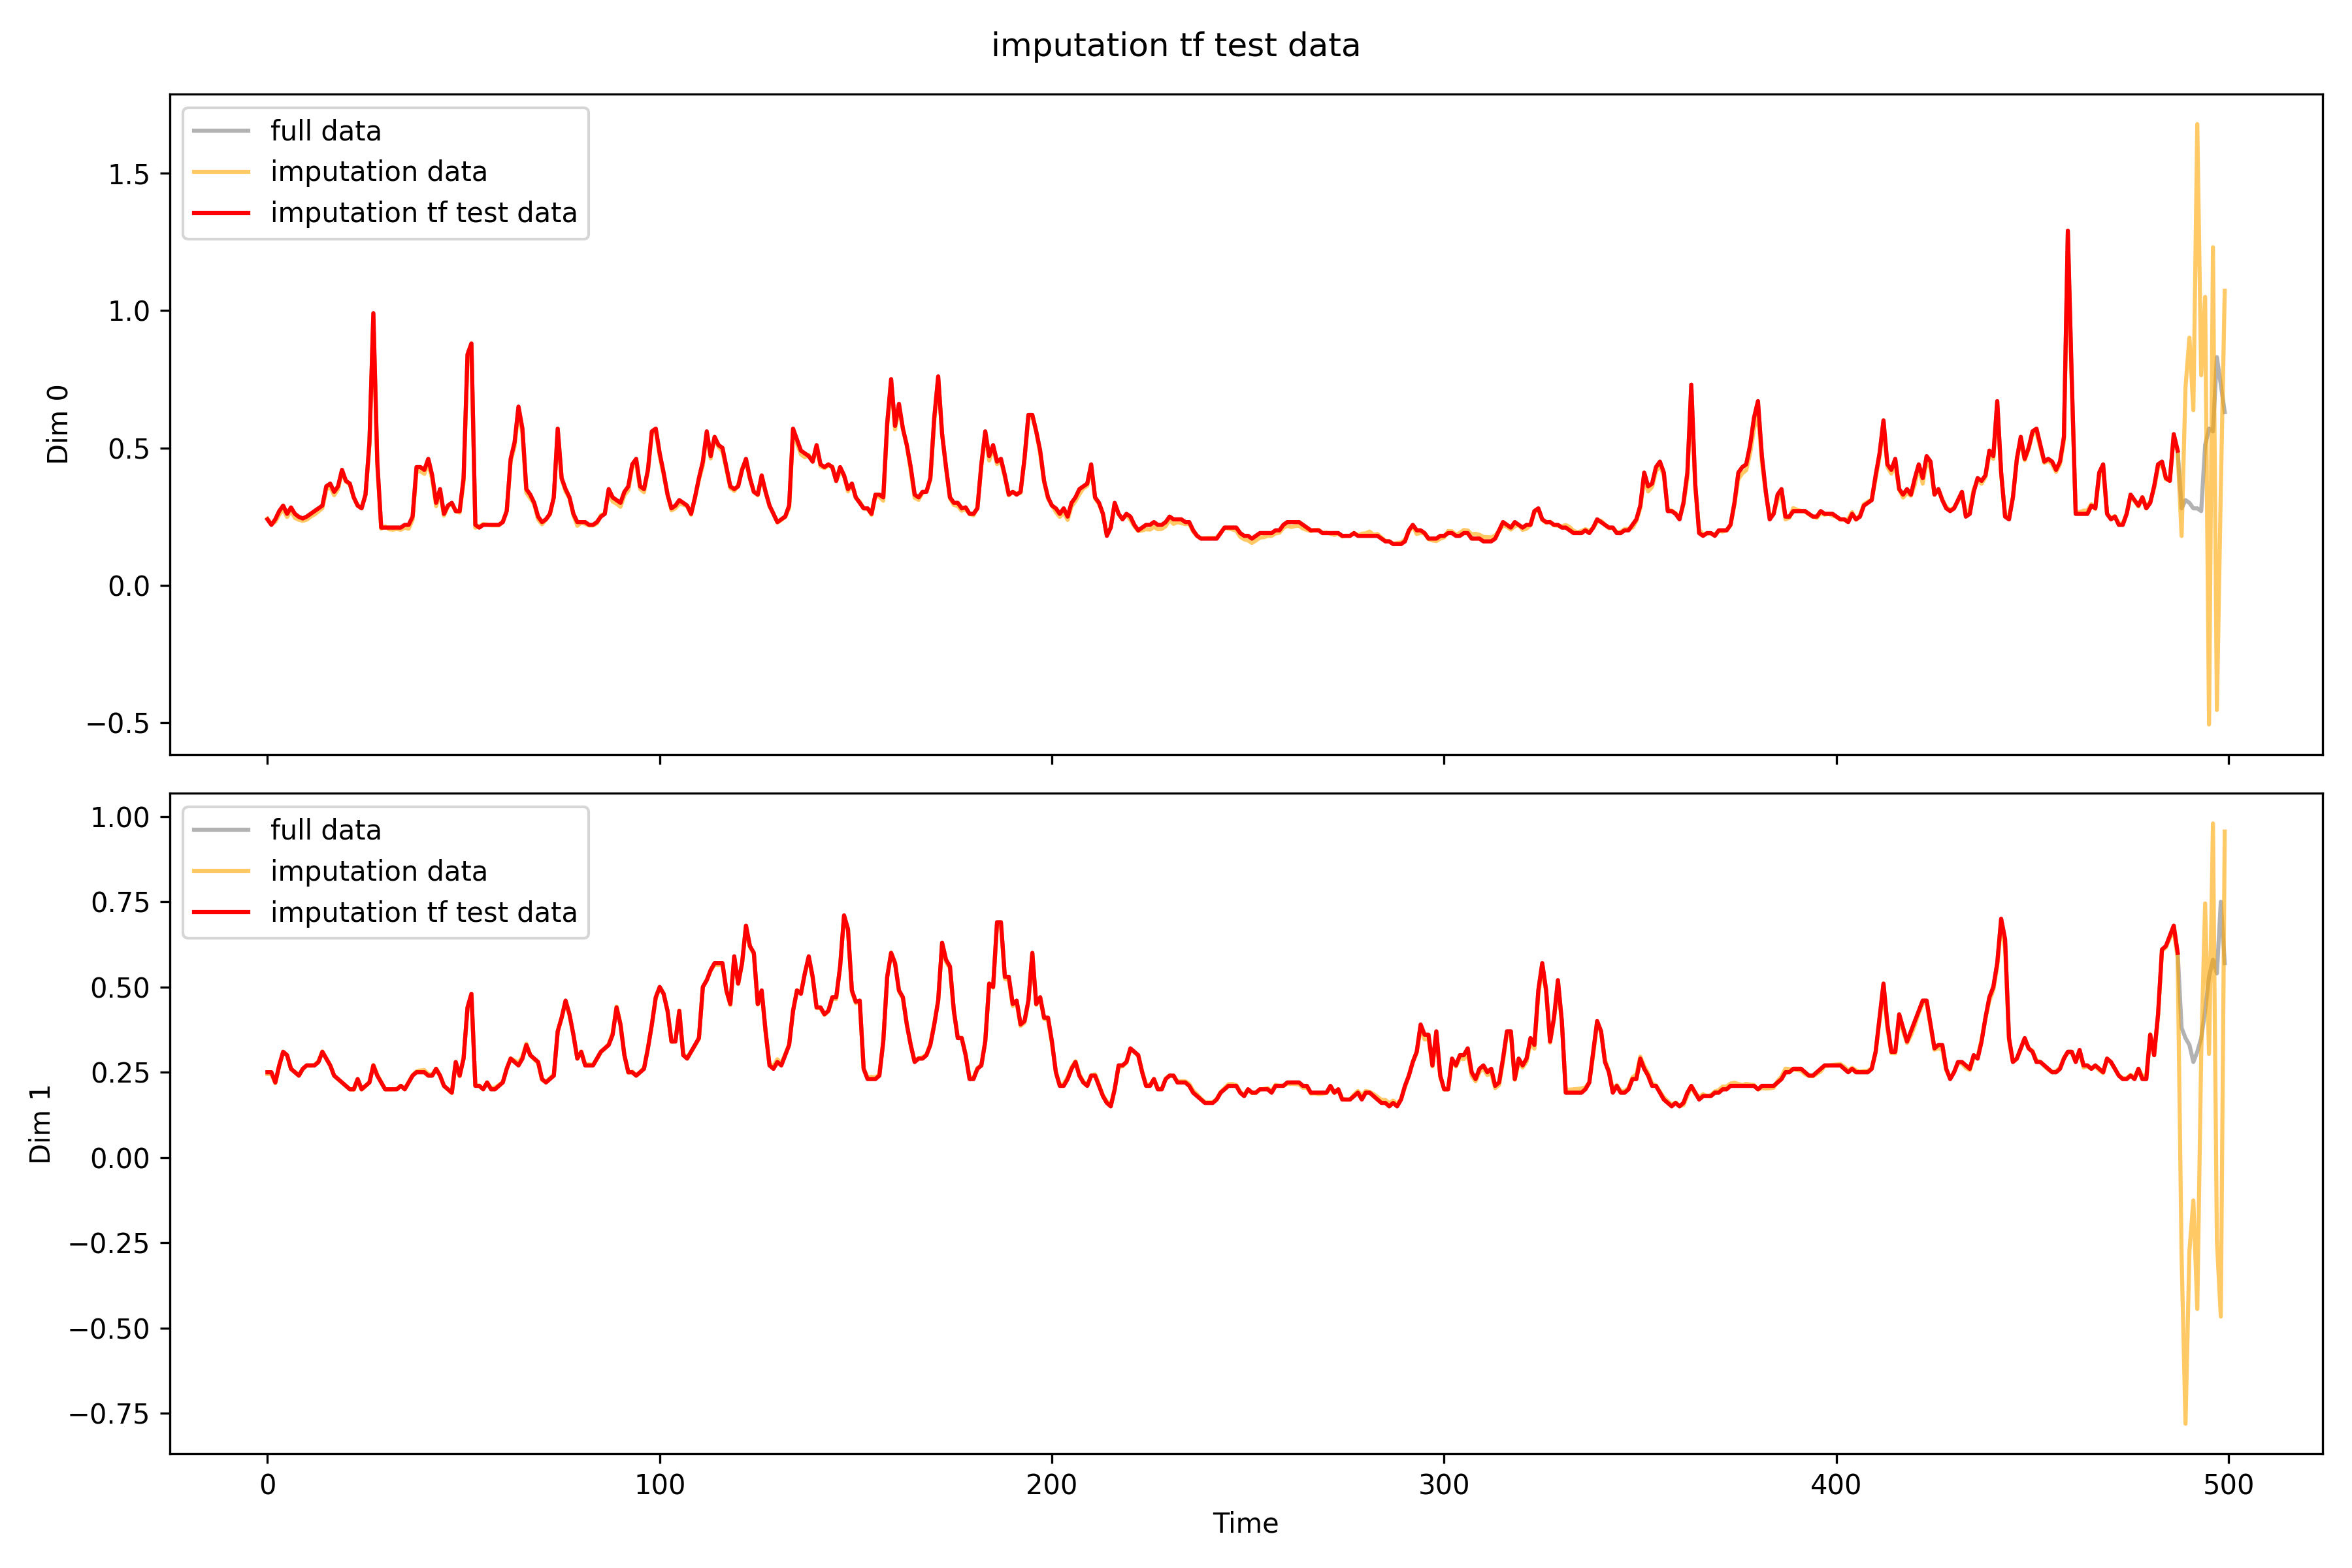 imputation tf test data
full data
imputation data
imputation tf test data
1.5
1.0
0.5
0.0
−0.5
Dim 0
full data
imputation data
imputation tf test data
1.00
0.75
0.50
0.25
0.00
−0.25
−0.50
−0.75
Dim 1
0 100 200 300 400 500
Time